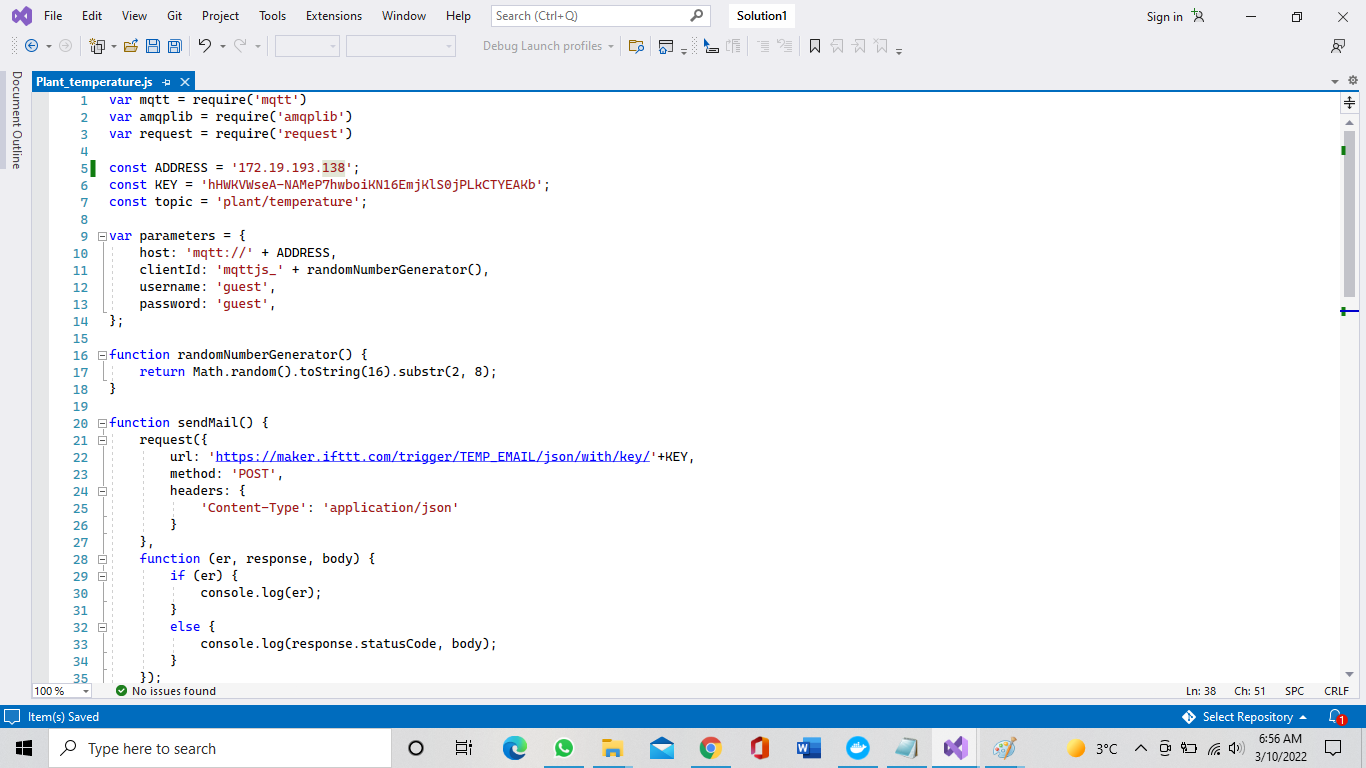 File Edit View Git Project Tools Extensions Window Help Search (Ctrl+Q) Solution1 Sign in
Debug Launch profiles
Document Outline
Plant_temperature.js
1 var mqtt = require('mqtt')
2 var amqplib = require('amqplib')
3 var request = require('request')
4
5 const ADDRESS = '172.19.193.138';
6 const KEY = 'hHWKVWseA-NAMeP7hwboiKN16EmjKlS0jPLkCTYEAKb';
7 const topic = 'plant/temperature';
8
9 var parameters = {
10 host: 'mqtt://' + ADDRESS,
11 clientId: 'mqttjs_' + randomNumberGenerator(),
12 username: 'guest',
13 password: 'guest',
14 };
15
16 function randomNumberGenerator() {
17 return Math.random().toString(16).substr(2, 8);
18 }
19
20 function sendMail() {
21 request({
22 url: 'https://maker.ifttt.com/trigger/TEMP_EMAIL/json/with/key/'+KEY,
23 method: 'POST',
24 headers: {
25 'Content-Type': 'application/json'
26 }
27 },
28 function (er, response, body) {
29 if (er) {
30 console.log(er);
31 }
32 else {
33 console.log(response.statusCode, body);
34 }
35 });
100 % No issues found Ln: 38 Ch: 51 SPC CRLF
Item(s) Saved Select Repository 1
Type here to search 3°C 6:56 AM
3/10/2022